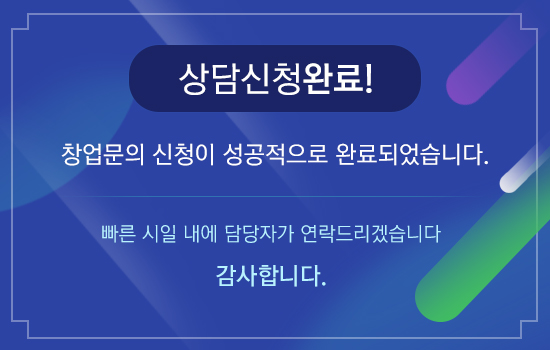 상담신청완료!
창업문의 신청이 성공적으로 완료되었습니다.
빠른 시일 내에 담당자가 연락드리겠습니다
감사합니다.